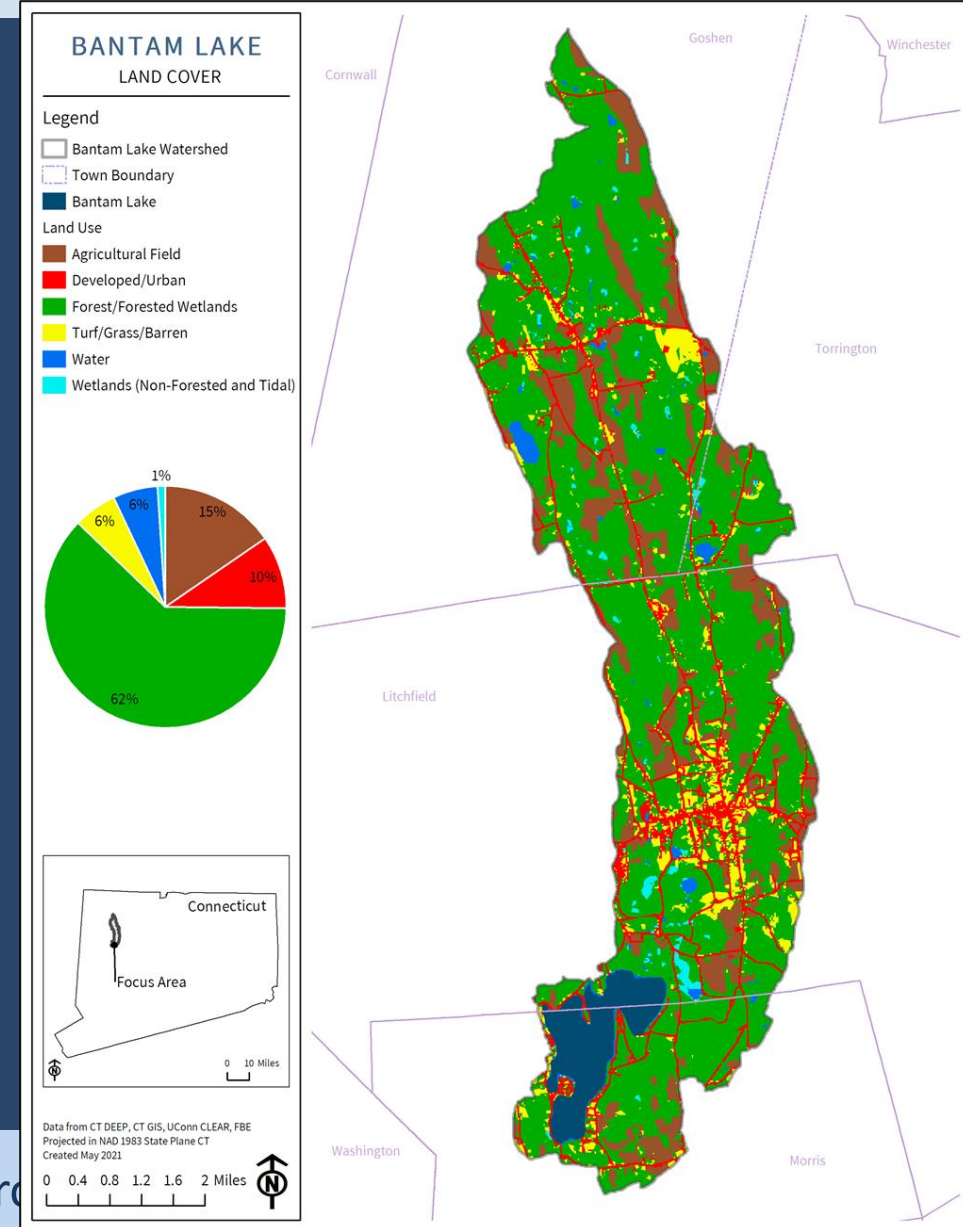 BANTAM LAKE
LAND COVER
Legend
Bantam Lake Watershed
Town Boundary
Bantam Lake
Land Use
Agricultural Field
Developed/Urban
Forest/Forested Wetlands
Turf/Grass/Barren
Water
Wetlands (Non-Forested and Tidal)
1%
6%
6%
15%
10%
62%
Connecticut
Focus Area
0 10 Miles
N
Data from CT DEEP, CT GIS, UConn CLEAR, FBE
Projected in NAD 1983 State Plane CT
Created May 2021
0 0.4 0.8 1.2 1.6 2 Miles
N
Goshen
Winchester
Cornwall
Torrington
Litchfield
Washington
Morris